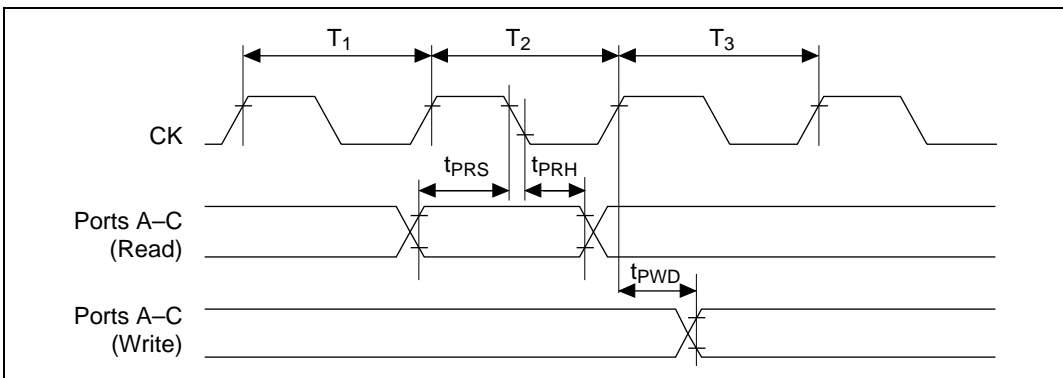 T1 T2 T3
CK
tPRS tPRH
Ports A–C
(Read)
tPWD
Ports A–C
(Write)